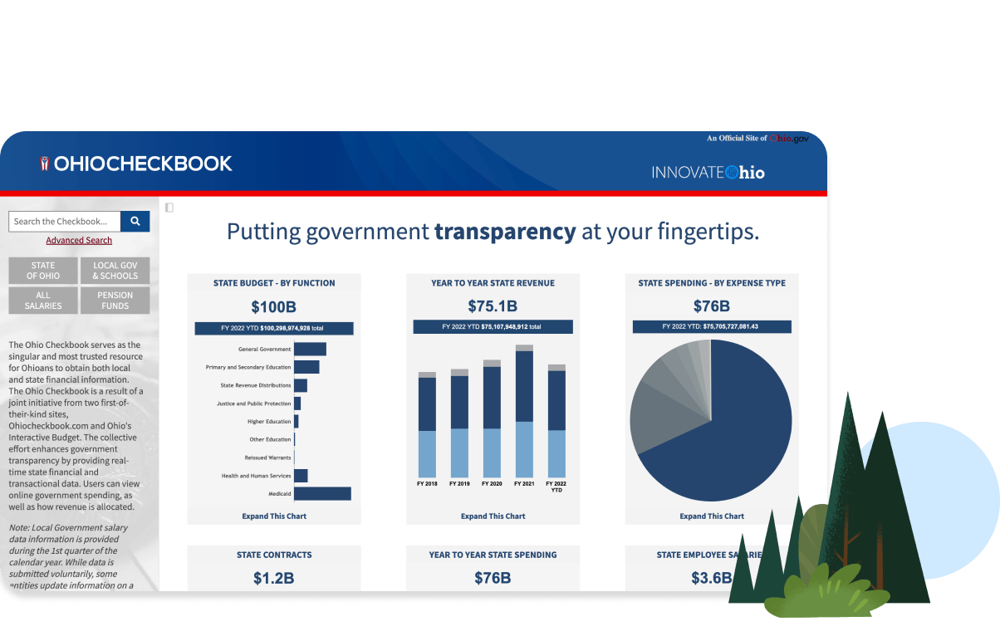 An Official Site of Ohio.gov
OHIOCHECKBOOK
INNOVATEOhio
Search the Checkbook...
Advanced Search
STATE
OF OHIO
LOCAL GOV
& SCHOOLS
ALL
SALARIES
PENSION
FUNDS
The Ohio Checkbook serves as the
singular and most trusted resource
for Ohioans to obtain both local
and state financial information.
The Ohio Checkbook is a result of a
joint initiative from two first-of-
their-kind sites,
Ohiocheckbook.com and Ohio's
Interactive Budget. The collective
effort enhances government
transparency by providing real-
time state financial and
transactional data. Users can view
online government spending, as
well as how revenue is allocated.
Note: Local Government salary
data information is provided
during the 1st quarter of the
calendar year. While data is
submitted voluntarily, some
entities update information on a
Putting government transparency at your fingertips.
STATE BUDGET - BY FUNCTION
$100B
FY 2022 YTD $100,298,974,928 total
General Government
Primary and Secondary Education
State Revenue Distributions
Justice and Public Protection
Higher Education
Other Education
Reissued Warrants
Health and Human Services
Medicaid
Expand This Chart
YEAR TO YEAR STATE REVENUE
$75.1B
FY 2022 YTD $75,107,948,912 total
FY 2018
FY 2019
FY 2020
FY 2021
FY 2022
YTD
Expand This Chart
STATE SPENDING - BY EXPENSE TYPE
$76B
FY 2022 YTD: $75,705,727,081.43
Expand This Chart
STATE CONTRACTS
$1.2B
YEAR TO YEAR STATE SPENDING
$76B
STATE EMPLOYEE SALARIE
$3.6B